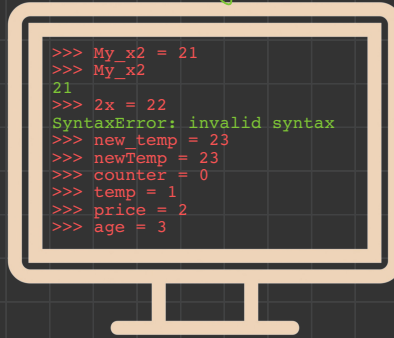 >>> My_x2 = 21
>>> My_x2
21
>>> 2x = 22
SyntaxError: invalid syntax
>>> new_temp = 23
>>> newTemp = 23
>>> counter = 0
>>> temp = 1
>>> price = 2
>>> age = 3